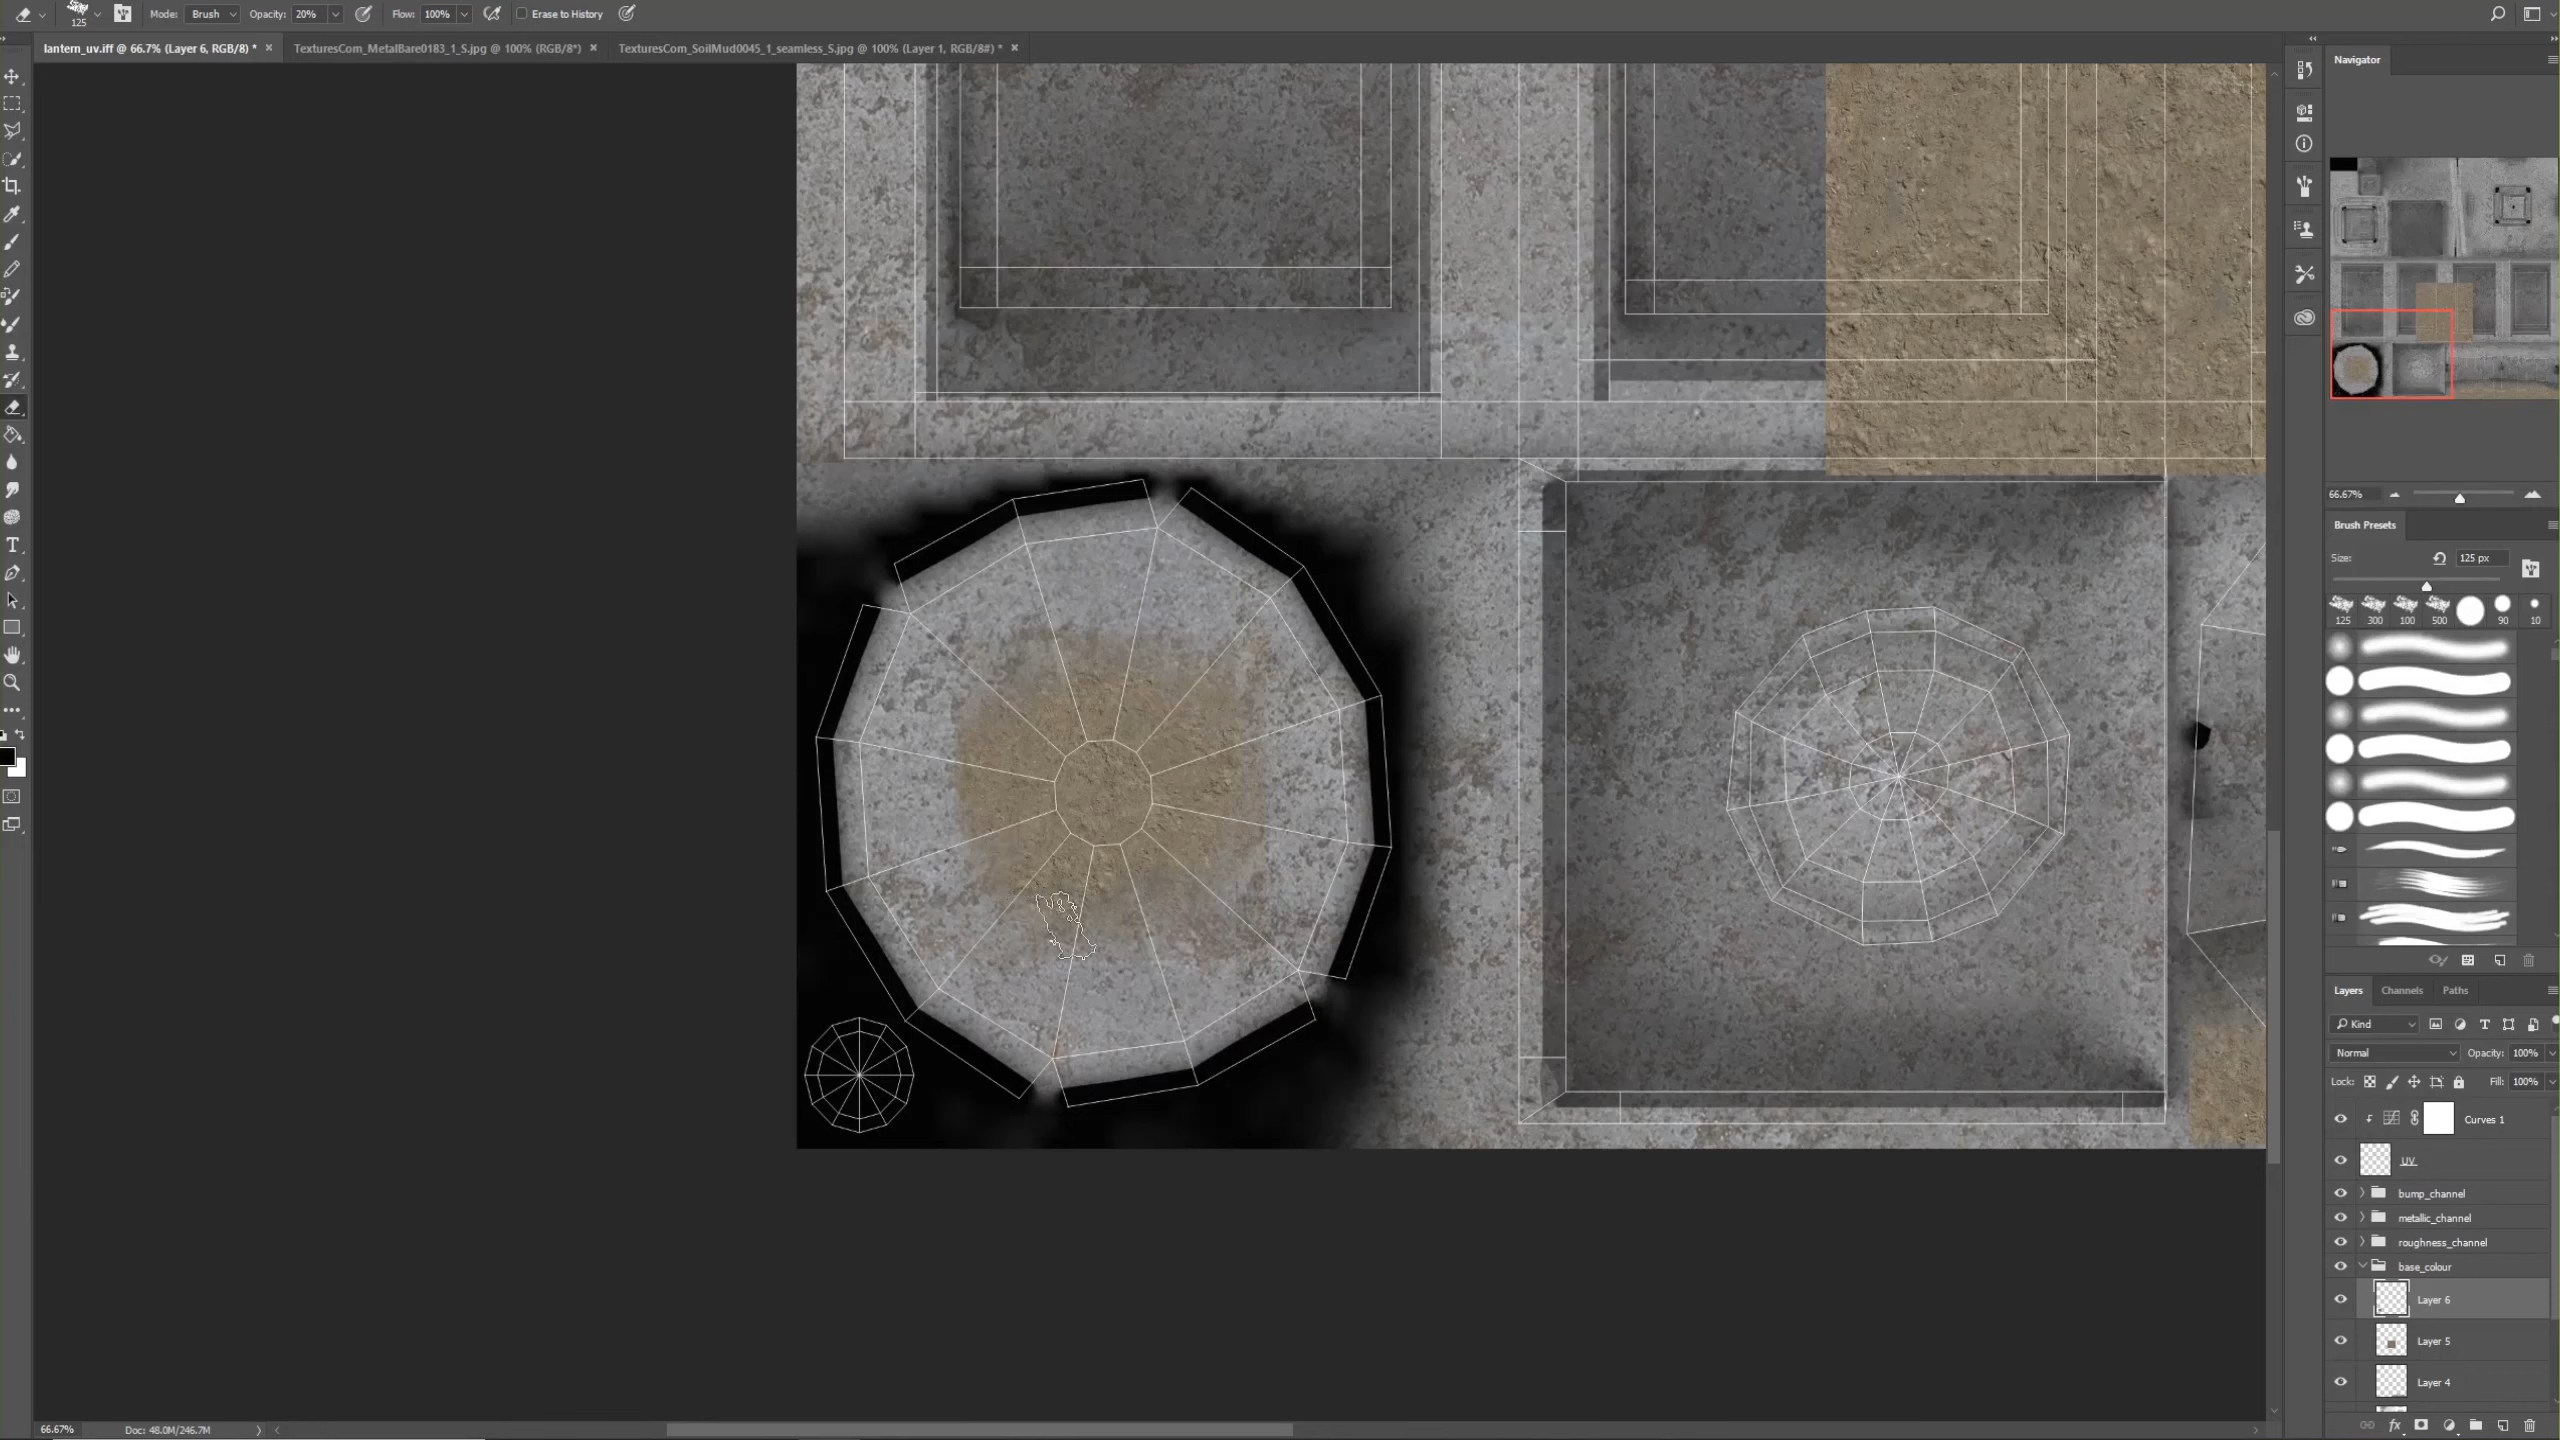 125
Mode: Brush Opacity: 20% Flow: 100% Erase to History
lantern_uv.iff @ 66.7% (Layer 6, RGB/8) * × TexturesCom_MetalBare0183_1_S.jpg @ 100% (RGB/8*) × TexturesCom_SoilMud0045_1_seamless_S.jpg @ 100% (Layer 1, RGB/8#) * ×
Navigator
66.67%
Brush Presets
Size: 125 px
125 300 100 500 90 10
Layers Channels Paths
Kind
Normal Opacity: 100%
Lock: Fill: 100%
Curves 1
UV
bump_channel
metallic_channel
roughness_channel
base_colour
Layer 6
Layer 5
Layer 4
66.67% Doc: 48.0M/246.7M